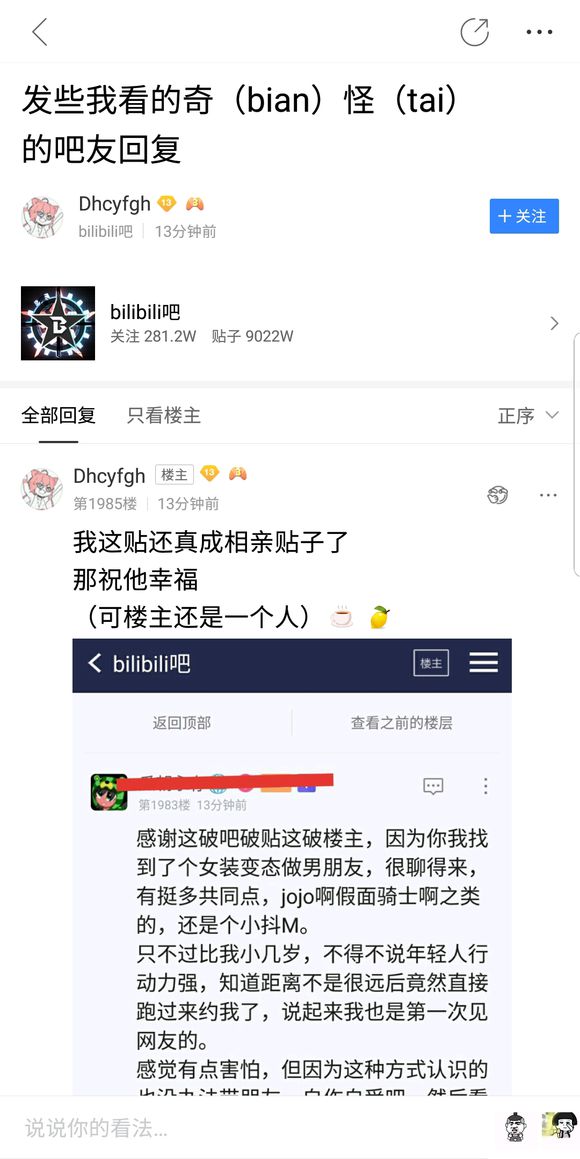 发些我看的奇（bian）怪（tai）
的吧友回复
Dhcyfgh 13 3
bilibili吧 13分钟前
+关注
B
bilibili吧
关注 281.2W 贴子 9022W
全部回复 只看楼主 正序
Dhcyfgh 楼主 13 3
第1985楼 13分钟前
我这贴还真成相亲贴子了
那祝他幸福
（可楼主还是一个人）
bilibili吧 楼主
返回顶部 查看之前的楼层
第1983楼 13分钟前
感谢这破吧破贴这破楼主，因为你我找
到了个女装变态做男朋友，很聊得来，
有挺多共同点，jojo啊假面骑士啊之类
的，还是个小抖M。
只不过比我小几岁，不得不说年轻人行
动力强，知道距离不是很远后竟然直接
跑过来约我了，说起来我也是第一次见
网友的。
感觉有点害怕，但因为这种方式认识的
说说你的看法...